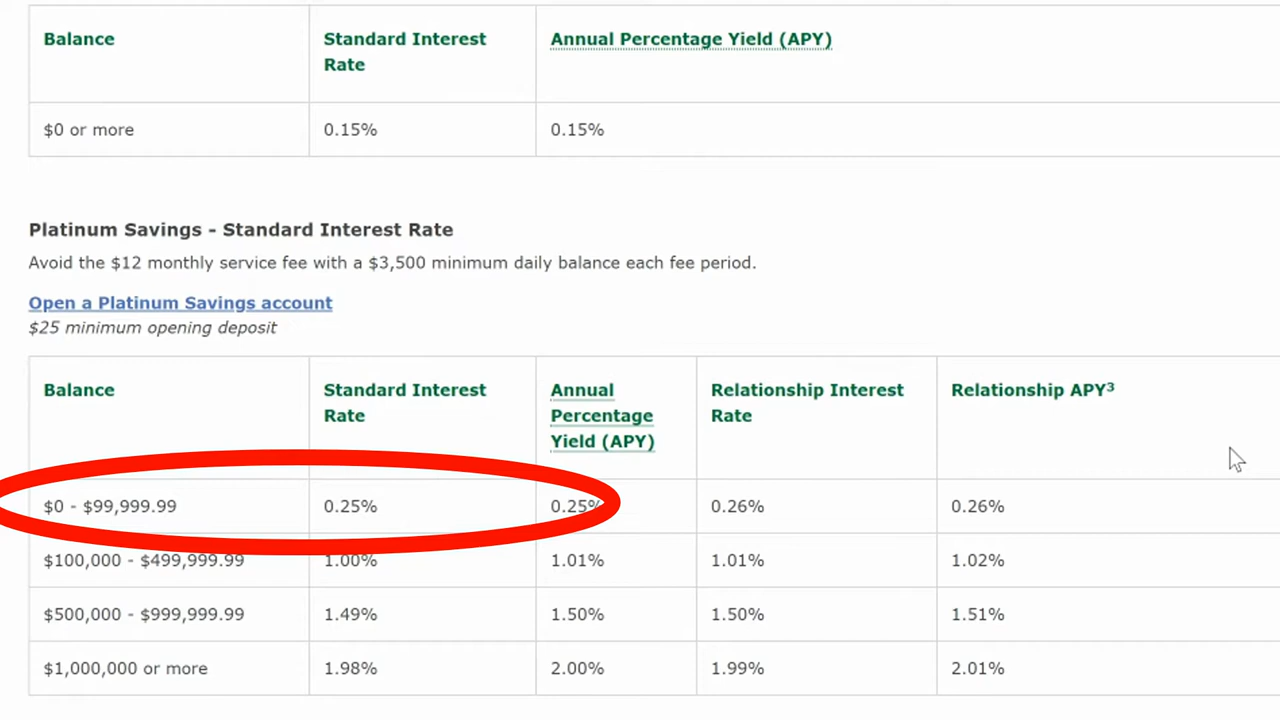 Balance
Standard Interest Rate
Annual Percentage Yield (APY)
$0 or more
0.15%
0.15%
Platinum Savings - Standard Interest Rate
Avoid the $12 monthly service fee with a $3,500 minimum daily balance each fee period.
Open a Platinum Savings account
$25 minimum opening deposit
Balance
Standard Interest Rate
Annual Percentage Yield (APY)
Relationship Interest Rate
Relationship APY³
$0 - $99,999.99
0.25%
0.25%
0.26%
0.26%
$100,000 - $499,999.99
1.00%
1.01%
1.01%
1.02%
$500,000 - $999,999.99
1.49%
1.50%
1.50%
1.51%
$1,000,000 or more
1.98%
2.00%
1.99%
2.01%